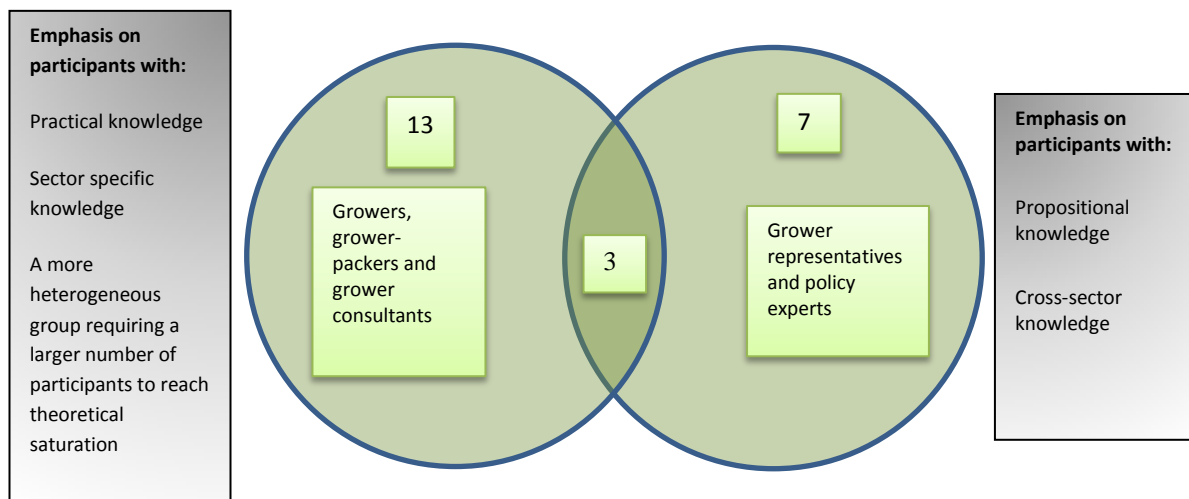 Emphasis on
participants with:
Practical knowledge
Sector specific
knowledge
A more
heterogeneous
group requiring a
larger number of
participants to reach
theoretical
saturation
13
Growers,
grower-
packers and
grower
consultants
3
7
Grower
representatives
and policy
experts
Emphasis on
participants with:
Propositional
knowledge
Cross-sector
knowledge